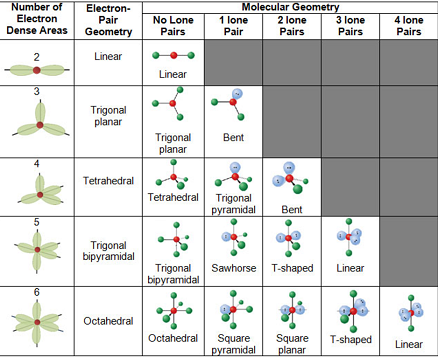 Number of Electron Dense Areas
Electron-Pair Geometry
Molecular Geometry
No Lone Pairs
1 lone Pair
2 lone Pairs
3 lone Pairs
4 lone Pairs
2
Linear
Linear
3
Trigonal planar
Trigonal planar
Bent
4
Tetrahedral
Tetrahedral
Trigonal pyramidal
Bent
5
Trigonal bipyramidal
Trigonal bipyramidal
Sawhorse
T-shaped
Linear
6
Octahedral
Octahedral
Square pyramidal
Square planar
T-shaped
Linear